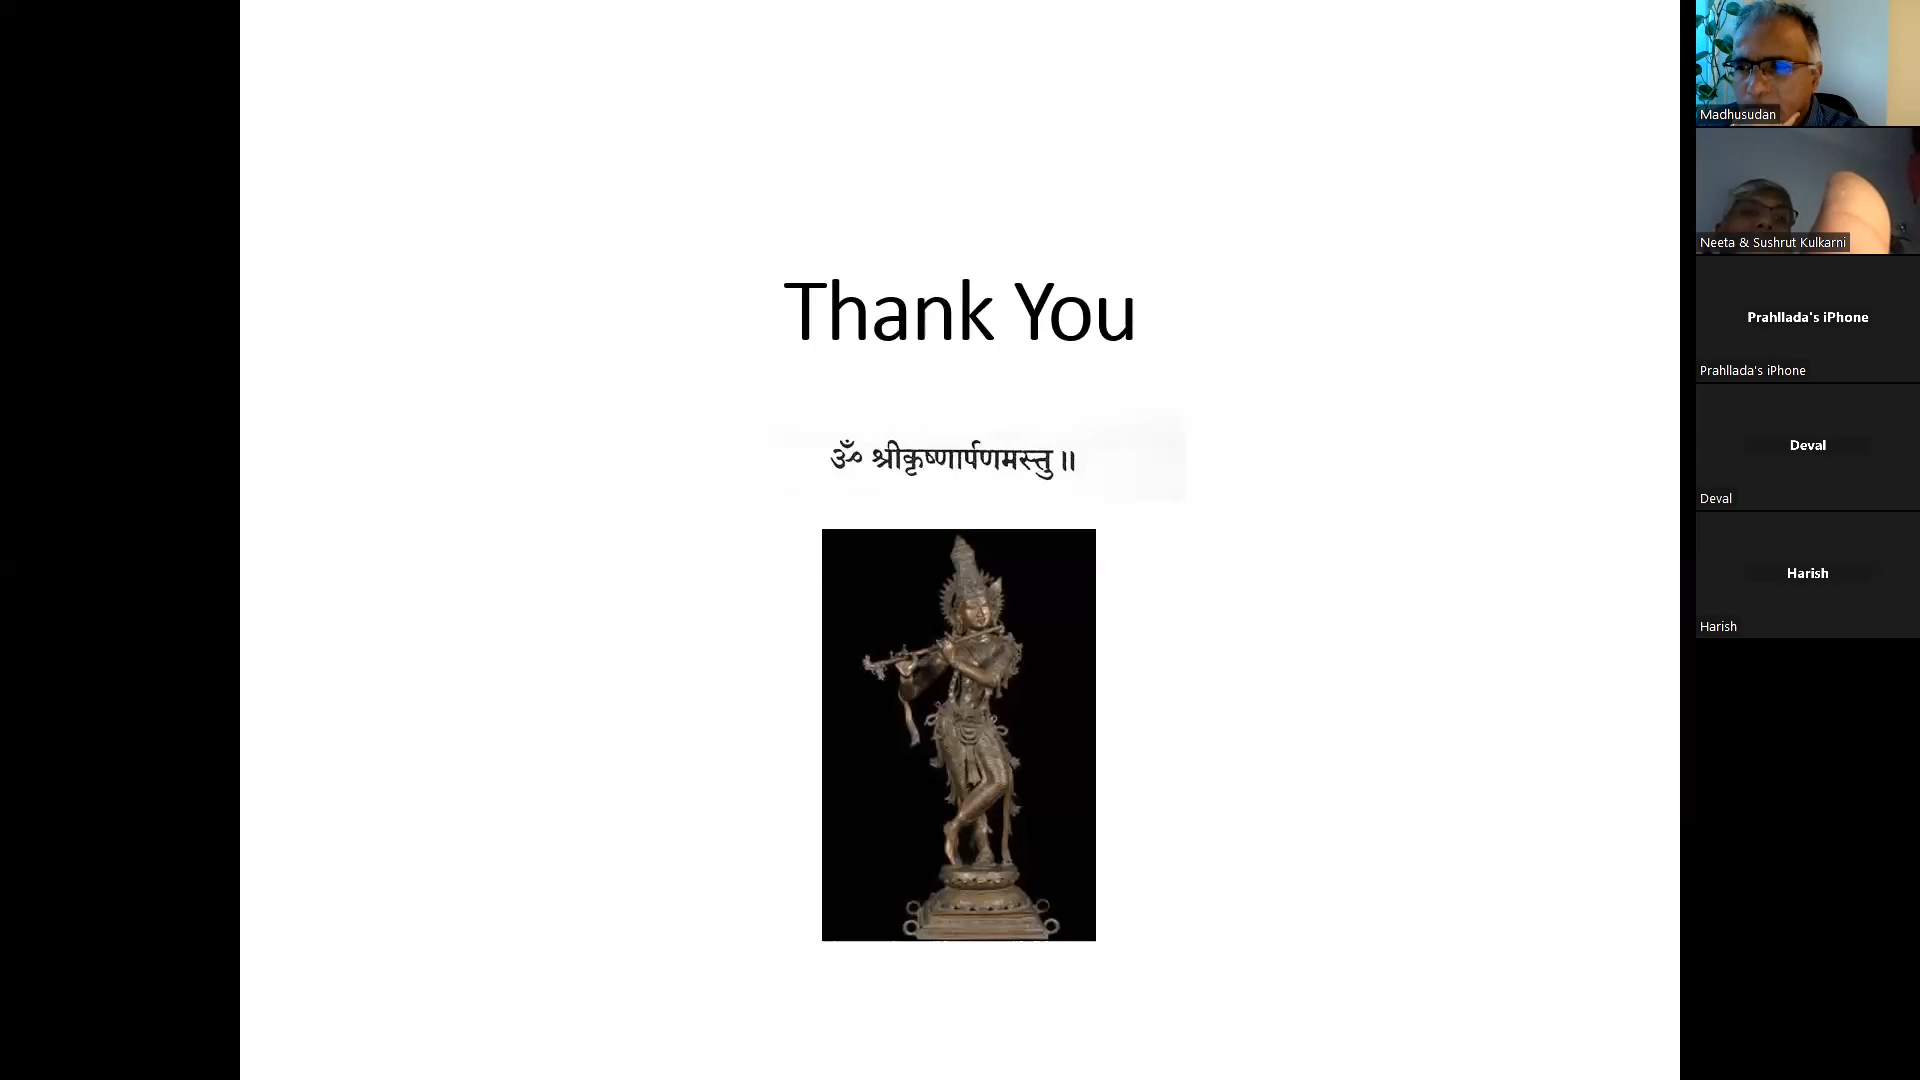 Thank You
ॐ श्रीकृष्णार्पणमस्तु ॥
Madhusudan
Neeta & Sushrut Kulkarni
Prahllada's iPhone
Prahllada's iPhone
Deval
Deval
Harish
Harish